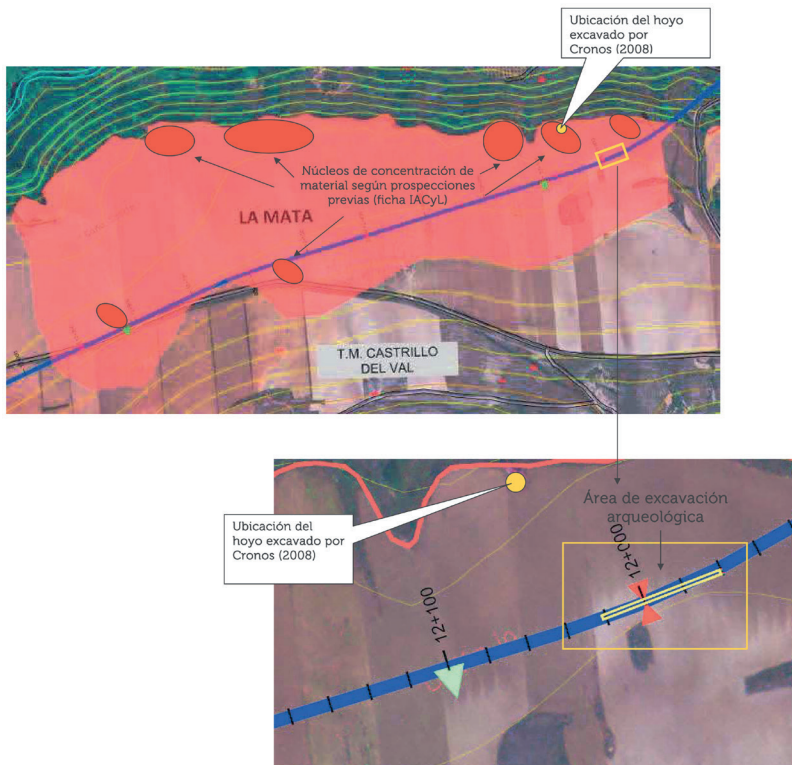 Ubicación del hoyo
excavado por
Cronos (2008)
Núcleos de concentración de
material según prospecciones
previas (ficha IACyL)
LA MATA
T.M. CASTRILLO
DEL VAL
Área de excavación
arqueológica
Ubicación del
hoyo excavado por
Cronos (2008)
12+000
12+100